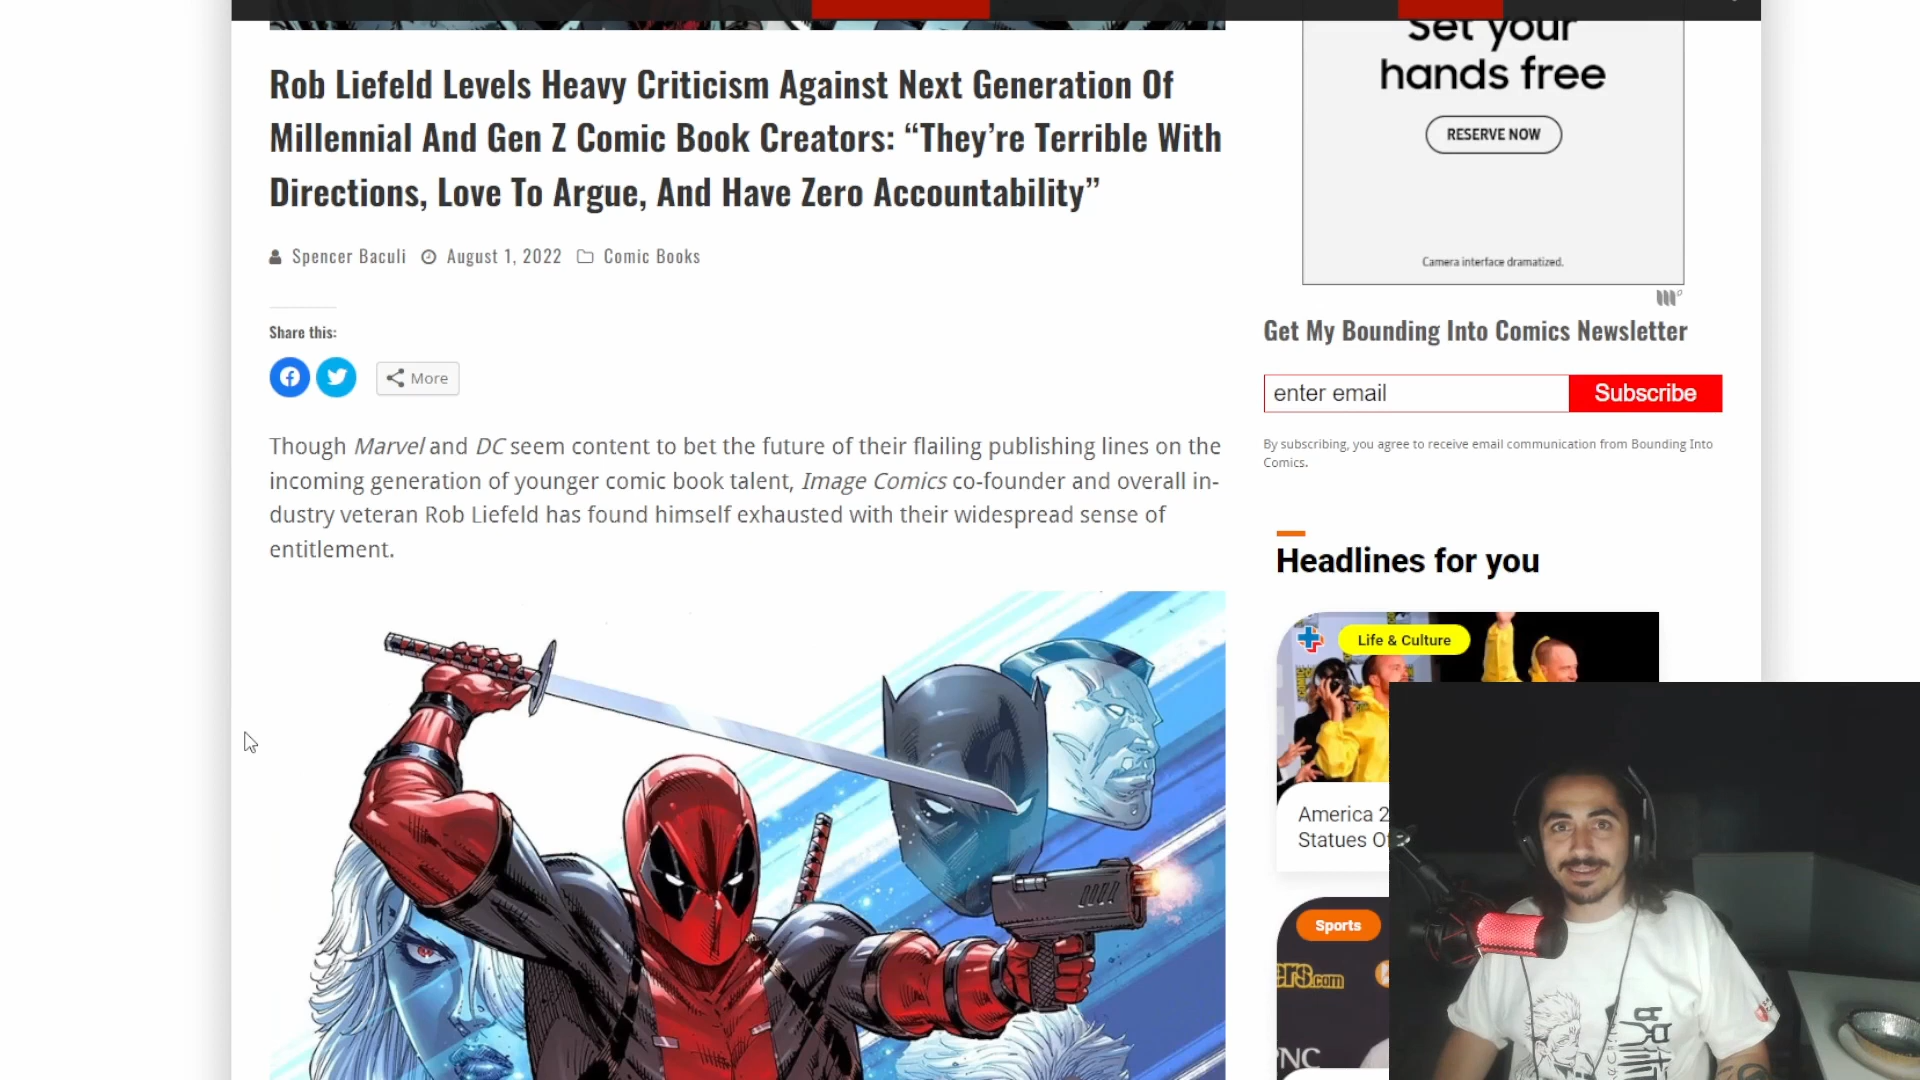 Set your
hands free
RESERVE NOW
Camera interface dramatized.
Rob Liefeld Levels Heavy Criticism Against Next Generation Of
Millennial And Gen Z Comic Book Creators: “They’re Terrible With
Directions, Love To Argue, And Have Zero Accountability”
Spencer Baculi August 1, 2022 Comic Books
Share this:
More
Though Marvel and DC seem content to bet the future of their flailing publishing lines on the
incoming generation of younger comic book talent, Image Comics co-founder and overall in-
dustry veteran Rob Liefeld has found himself exhausted with their widespread sense of
entitlement.
Get My Bounding Into Comics Newsletter
enter email Subscribe
By subscribing, you agree to receive email communication from Bounding Into
Comics.
Headlines for you
Life & Culture
America 2
Statues O
Sports
ers.com
PNC